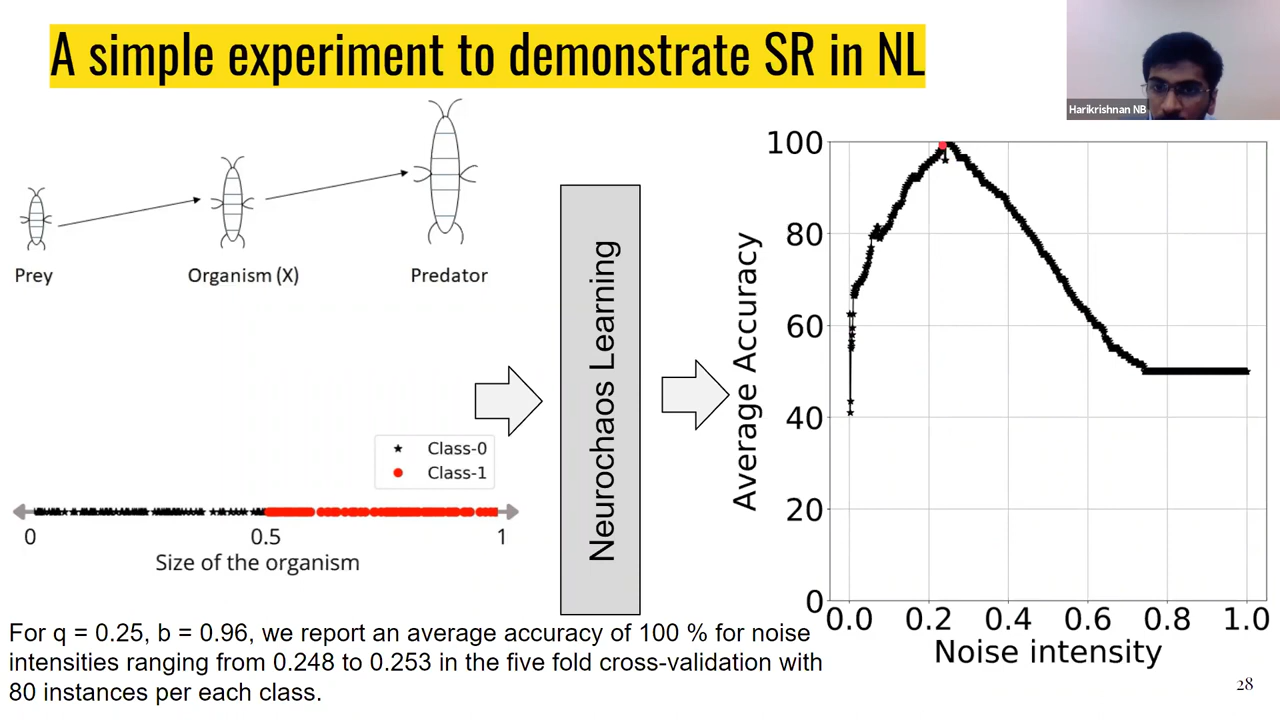 A simple experiment to demonstrate SR in NL
Harikrishnan NB
Prey
Organism (X)
Predator
Class-0
Class-1
0
0.5
1
Size of the organism
Neurochaos Learning
Average Accuracy
100
80
60
40
20
0
0.0 0.2 0.4 0.6 0.8 1.0
Noise intensity
For q = 0.25, b = 0.96, we report an average accuracy of 100 % for noise
intensities ranging from 0.248 to 0.253 in the five fold cross-validation with
80 instances per each class.
28